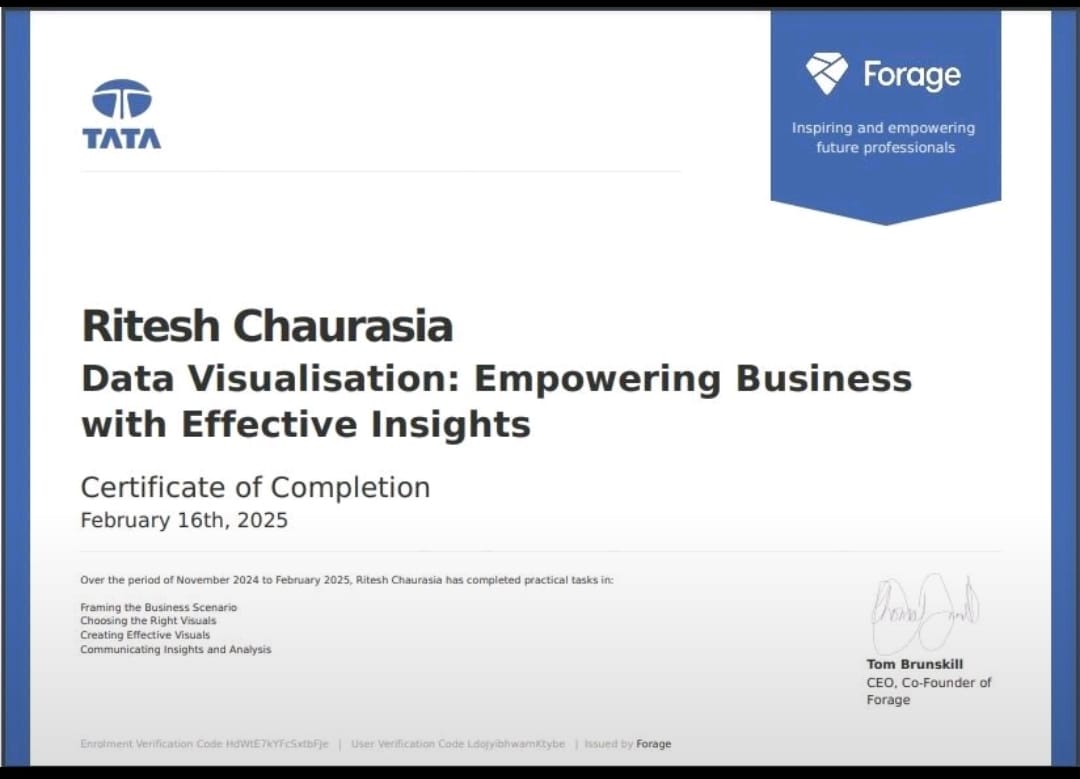 TATA
Forage
Inspiring and empowering
future professionals
Ritesh Chaurasia
Data Visualisation: Empowering Business
with Effective Insights
Certificate of Completion
February 16th, 2025
Over the period of November 2024 to February 2025, Ritesh Chaurasia has completed practical tasks in:
Framing the Business Scenario
Choosing the Right Visuals
Creating Effective Visuals
Communicating Insights and Analysis
Tom Brunskill
CEO, Co-Founder of
Forage
Enrolment Verification Code | User Verification Code | Issued by Forage